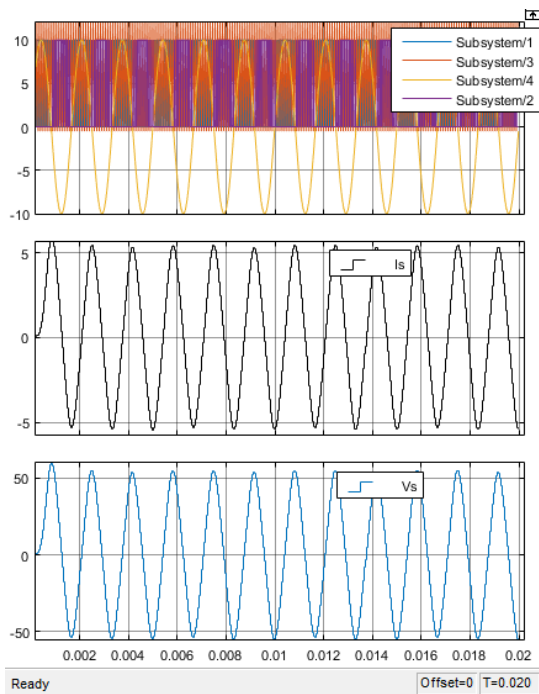 10
Subsystem/1
Subsystem/3
5
Subsystem/4
Subsystem/2
0
-5
-10
5
Is
0
-5
50
Vs
0
-50
0.002 0.004 0.006 0.008 0.01 0.012 0.014 0.016 0.018 0.02
Ready Offset=0 T=0.020